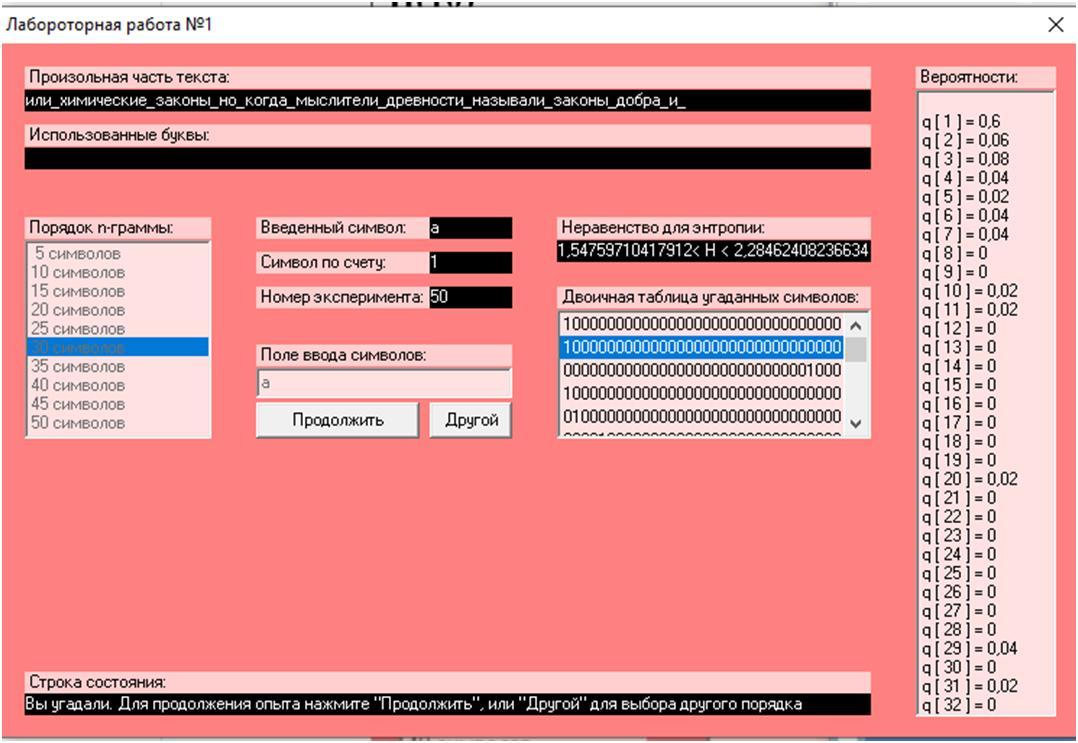 Лабороторная работа №1
Произольная часть текста:
или_химические_законы_но_когда_мыслители_древности_называли_законы_добра_и_
Использованные буквы:
Порядок n-граммы:
5 символов
10 символов
15 символов
20 символов
25 символов
30 символов
35 символов
40 символов
45 символов
50 символов
Введенный символ: а
Символ по счету: 1
Номер эксперимента: 50
Поле ввода символов:
а
Продолжить
Другой
Неравенство для энтропии:
1,54759710417912< H < 2,28462408236634
Двоичная таблица угаданных символов:
10000000000000000000000000000000
10000000000000000000000000000000
00000000000000000000000000001000
10000000000000000000000000000000
01000000000000000000000000000000
Строка состояния:
Вы угадали. Для продолжения опыта нажмите "Продолжить", или "Другой" для выбора другого порядка
Вероятности:
q[ 1 ] = 0,6
q[ 2 ] = 0,06
q[ 3 ] = 0,08
q[ 4 ] = 0,04
q[ 5 ] = 0,02
q[ 6 ] = 0,04
q[ 7 ] = 0,04
q[ 8 ] = 0
q[ 9 ] = 0
q[ 10 ] = 0,02
q[ 11 ] = 0,02
q[ 12 ] = 0
q[ 13 ] = 0
q[ 14 ] = 0
q[ 15 ] = 0
q[ 16 ] = 0
q[ 17 ] = 0
q[ 18 ] = 0
q[ 19 ] = 0
q[ 20 ] = 0,02
q[ 21 ] = 0
q[ 22 ] = 0
q[ 23 ] = 0
q[ 24 ] = 0
q[ 25 ] = 0
q[ 26 ] = 0
q[ 27 ] = 0
q[ 28 ] = 0
q[ 29 ] = 0,04
q[ 30 ] = 0
q[ 31 ] = 0,02
q[ 32 ] = 0